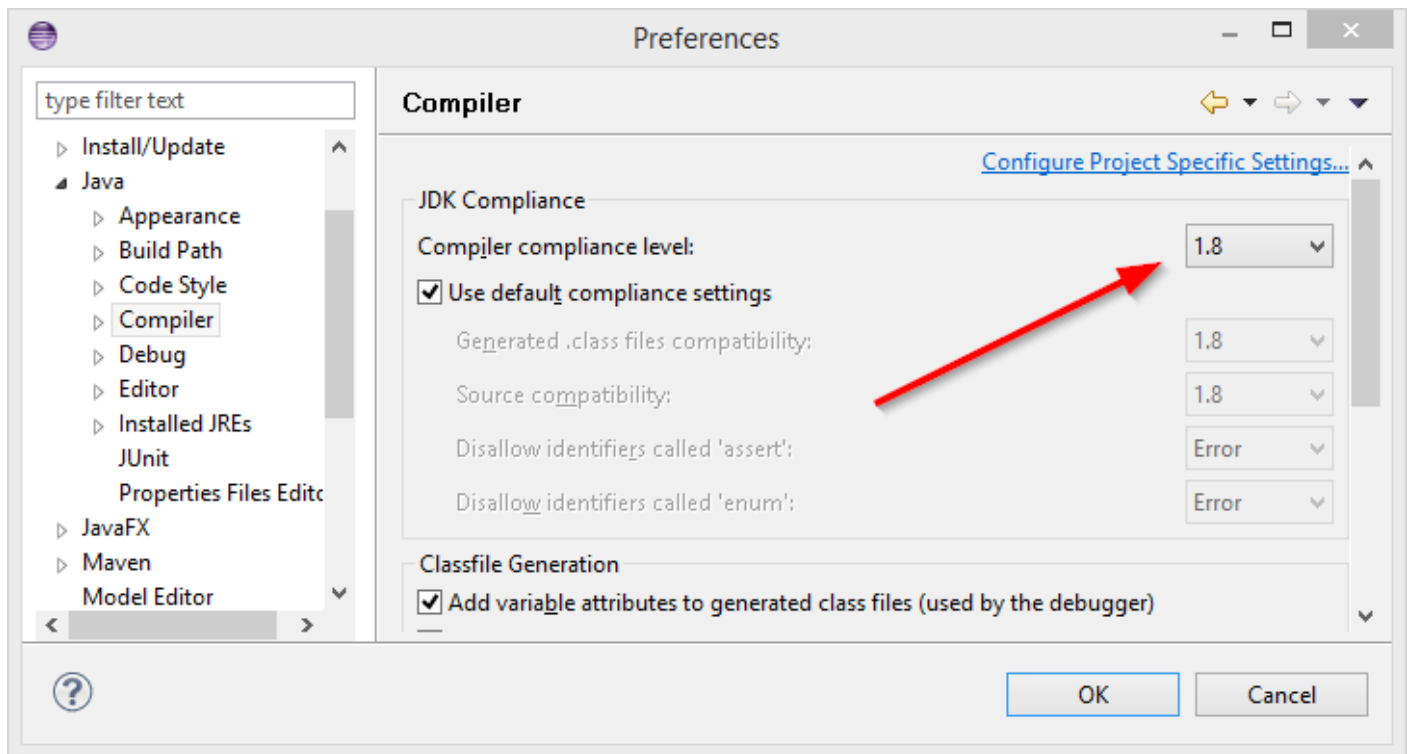 Preferences
type filter text
Install/Update
Java
Appearance
Build Path
Code Style
Compiler
Debug
Editor
Installed JREs
JUnit
Properties Files Edito
JavaFX
Maven
Model Editor
Compiler
Configure Project Specific Settings...
JDK Compliance
Compiler compliance level: 1.8
Use default compliance settings
Generated .class files compatibility: 1.8
Source compatibility: 1.8
Disallow identifiers called 'assert': Error
Disallow identifiers called 'enum': Error
Classfile Generation
Add variable attributes to generated class files (used by the debugger)
?
OK Cancel